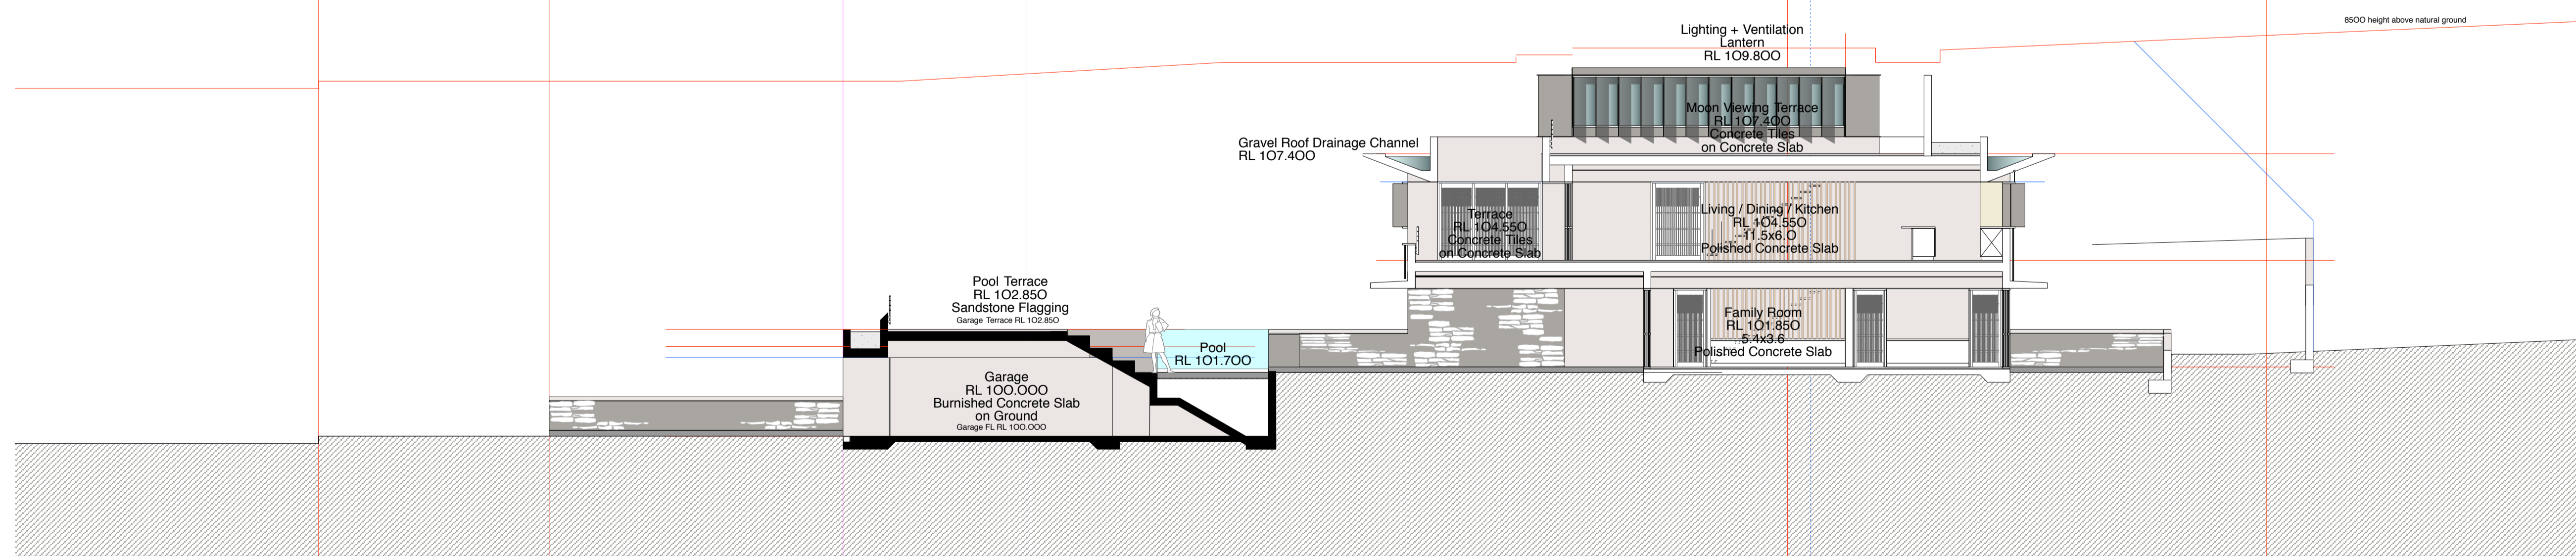 8500 height above natural ground
Lighting + Ventilation
Lantern
RL 109.800
Moon Viewing Terrace
RL 107.400
Concrete Tiles
on Concrete Slab
Gravel Roof Drainage Channel
RL 107.400
Terrace
RL 104.550
Concrete Tiles
on Concrete Slab
Living / Dining / Kitchen
RL 104.550
11.5x6.0
Polished Concrete Slab
Pool Terrace
RL 102.850
Sandstone Flagging
Garage Terrace RL 102.850
Family Room
RL 101.850
5.4x3.6
Polished Concrete Slab
Pool
RL 101.700
Garage
RL 100.000
Burnished Concrete Slab
on Ground
Garage FL RL 100.000